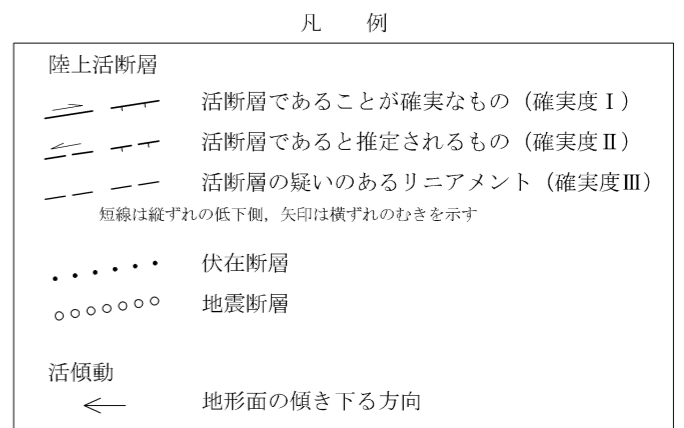 凡 例
陸上活断層
活断層であることが確実なもの（確実度Ⅰ）
活断層であると推定されるもの（確実度Ⅱ）
活断層の疑いのあるリニアメント（確実度Ⅲ）
短線は縦ずれの低下側，矢印は横ずれのむきを示す
伏在断層
地震断層
活傾動
地形面の傾き下る方向